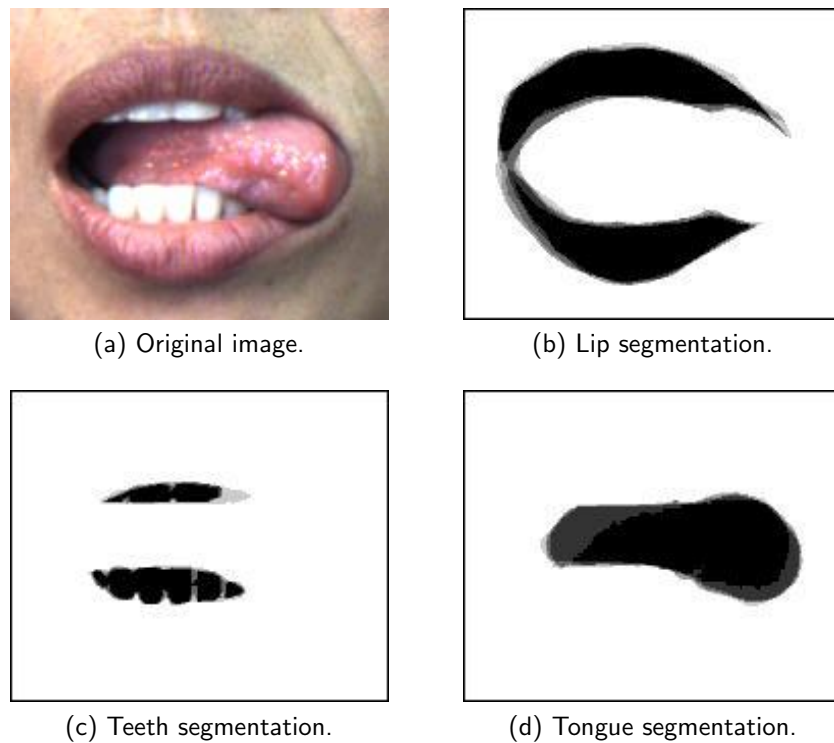 (a) Original image.
(b) Lip segmentation.
(c) Teeth segmentation.
(d) Tongue segmentation.